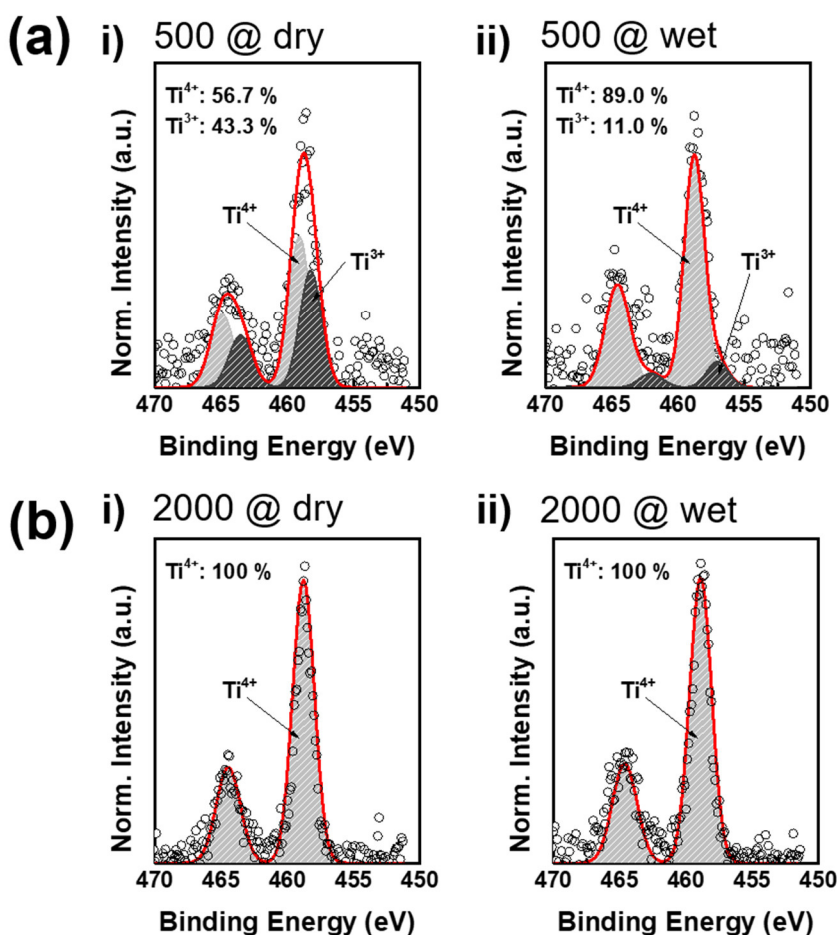 (a) i) 500 @ dry
Ti⁴⁺: 56.7 %
Ti³⁺: 43.3 %
Ti⁴⁺
Ti³⁺
Norm. Intensity (a.u.)
470 465 460 455 450
Binding Energy (eV)
ii) 500 @ wet
Ti⁴⁺: 89.0 %
Ti³⁺: 11.0 %
Ti⁴⁺
Ti³⁺
Norm. Intensity (a.u.)
470 465 460 455 450
Binding Energy (eV)
(b) i) 2000 @ dry
Ti⁴⁺: 100 %
Ti⁴⁺
Norm. Intensity (a.u.)
470 465 460 455 450
Binding Energy (eV)
ii) 2000 @ wet
Ti⁴⁺: 100 %
Ti⁴⁺
Norm. Intensity (a.u.)
470 465 460 455 450
Binding Energy (eV)